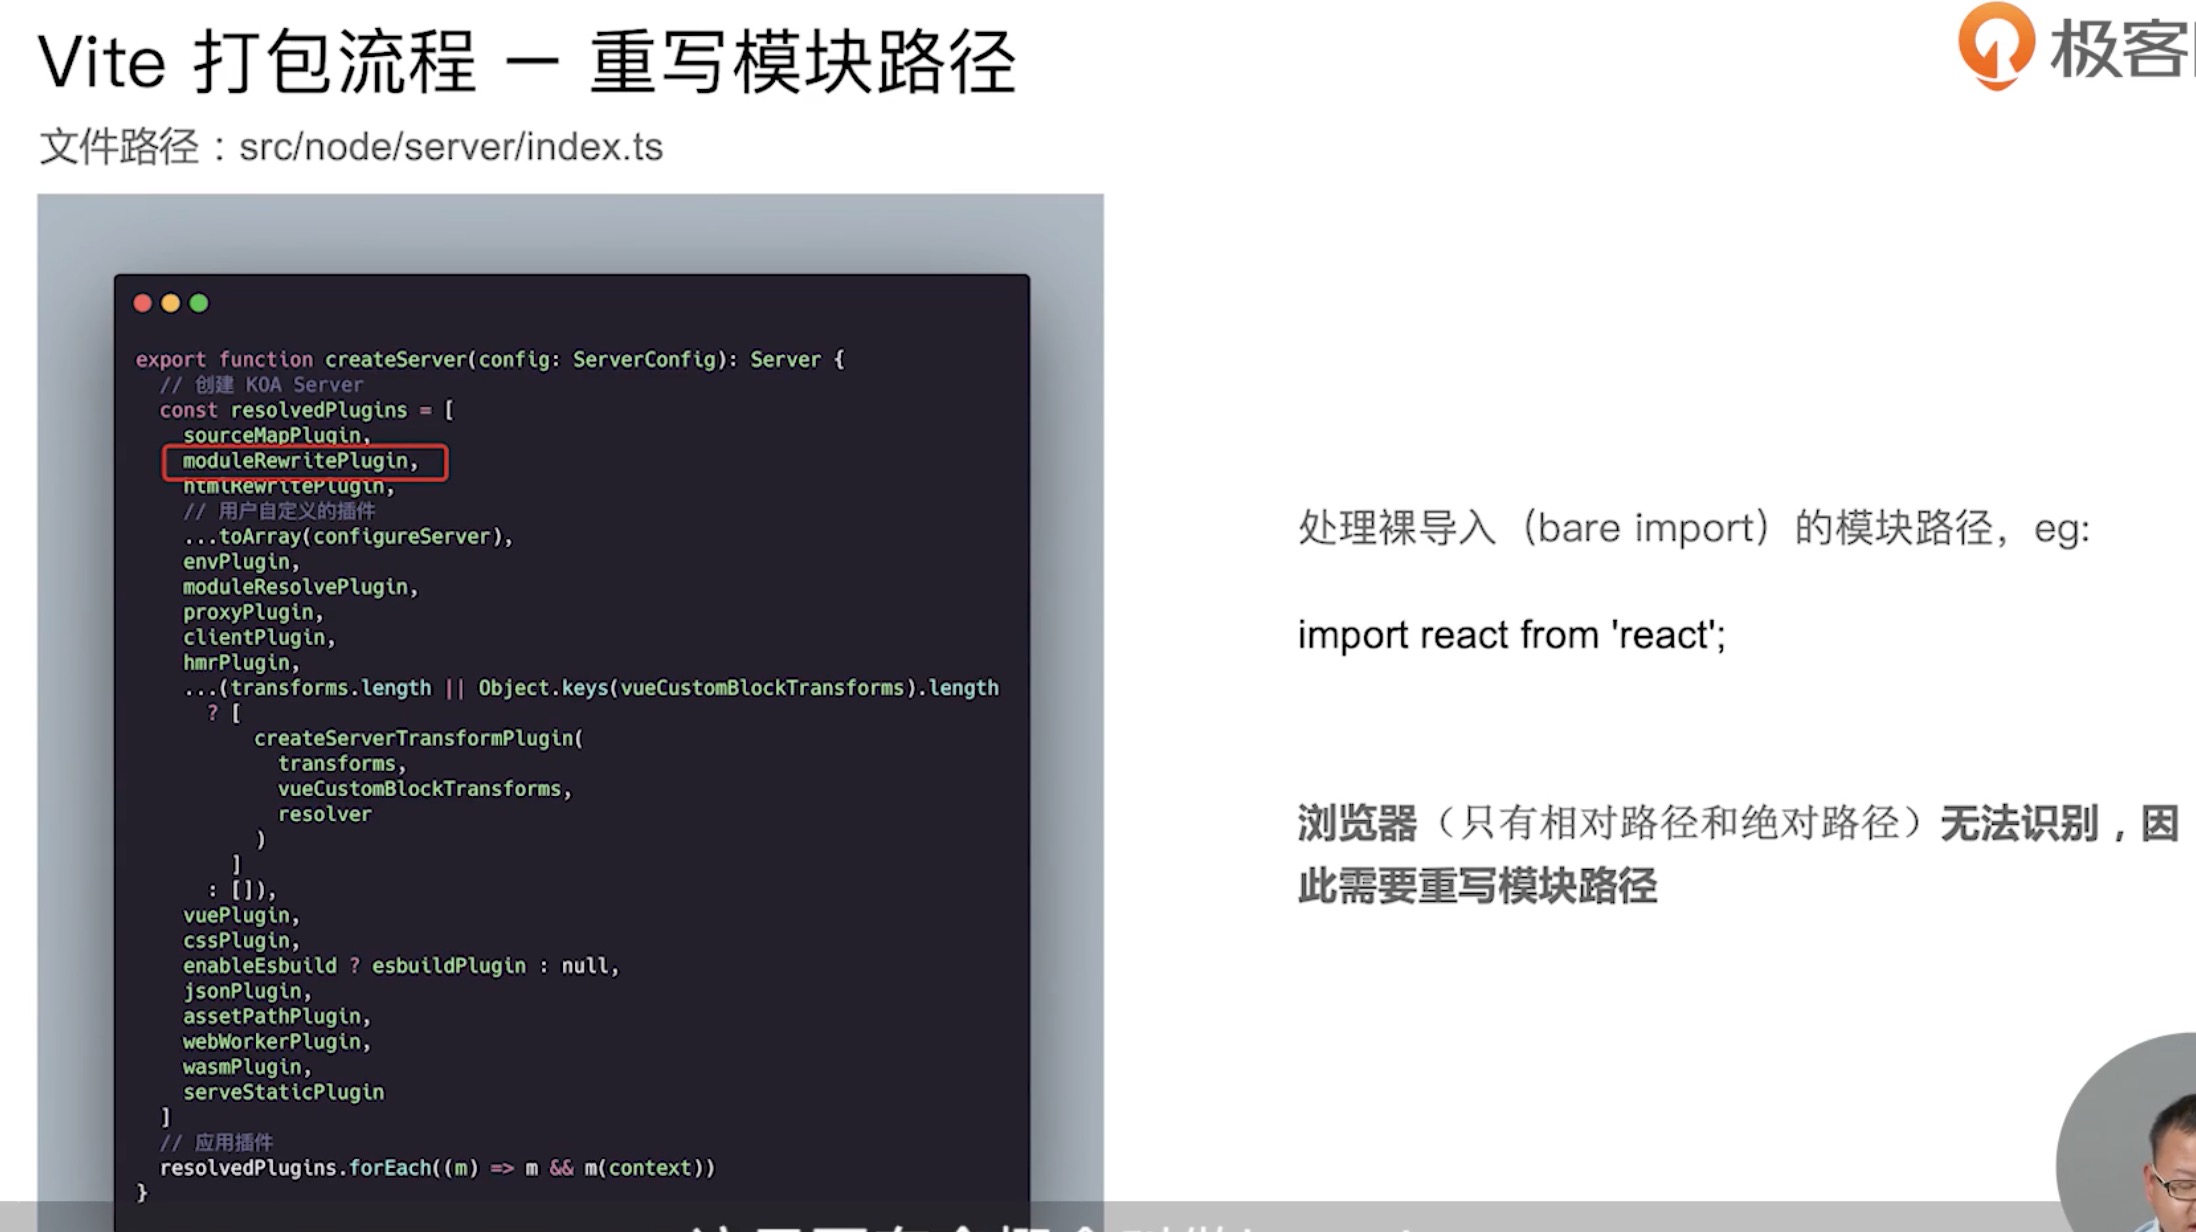 Vite 打包流程 － 重写模块路径
极客
文件路径：src/node/server/index.ts
export function createServer(config: ServerConfig): Server {
// 创建 KOA Server
const resolvedPlugins = [
sourceMapPlugin,
moduleRewritePlugin,
htmlRewritePlugin,
// 用户自定义的插件
...toArray(configureServer),
envPlugin,
moduleResolvePlugin,
proxyPlugin,
clientPlugin,
hmrPlugin,
...(transforms.length || Object.keys(vueCustomBlockTransforms).length
? [
createServerTransformPlugin(
transforms,
vueCustomBlockTransforms,
resolver
)
]
: []),
vuePlugin,
cssPlugin,
enableEsbuild ? esbuildPlugin : null,
jsonPlugin,
assetPathPlugin,
webWorkerPlugin,
wasmPlugin,
serveStaticPlugin
]
// 应用插件
resolvedPlugins.forEach((m) => m && m(context))
}
处理裸导入（bare import）的模块路径，eg:
import react from 'react';
浏览器（只有相对路径和绝对路径）无法识别，因
此需要重写模块路径